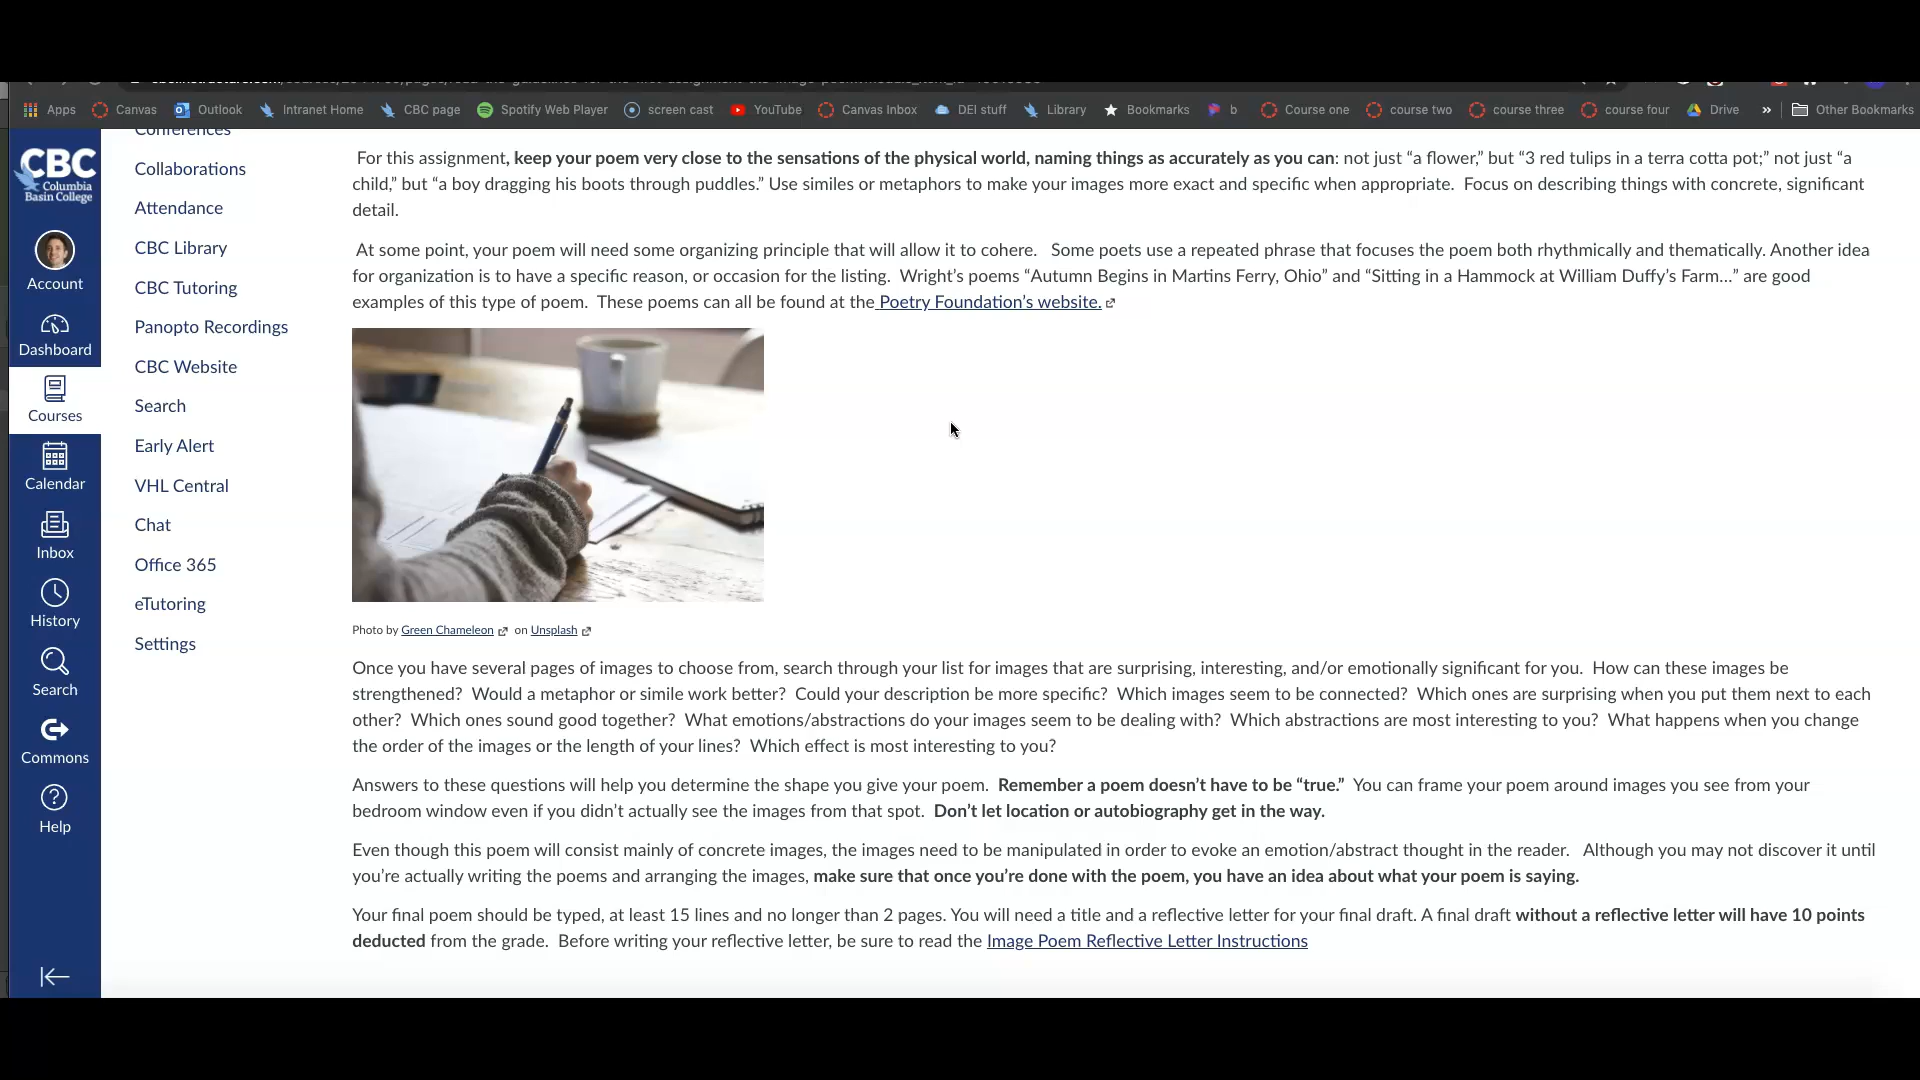 Apps Canvas Outlook Intranet Home CBC page Spotify Web Player screen cast YouTube Canvas Inbox DEI stuff Library Bookmarks b Course one course two course three course four Drive » Other Bookmarks
CBC
Columbia
Basin College
Account
Dashboard
Courses
Calendar
Inbox
History
Search
Commons
Help
Conferences
Collaborations
Attendance
CBC Library
CBC Tutoring
Panopto Recordings
CBC Website
Search
Early Alert
VHL Central
Chat
Office 365
eTutoring
Settings
For this assignment, keep your poem very close to the sensations of the physical world, naming things as accurately as you can: not just “a flower,” but “3 red tulips in a terra cotta pot;” not just “a
child,” but “a boy dragging his boots through puddles.” Use similes or metaphors to make your images more exact and specific when appropriate. Focus on describing things with concrete, significant
detail.
At some point, your poem will need some organizing principle that will allow it to cohere. Some poets use a repeated phrase that focuses the poem both rhythmically and thematically. Another idea
for organization is to have a specific reason, or occasion for the listing. Wright’s poems “Autumn Begins in Martins Ferry, Ohio” and “Sitting in a Hammock at William Duffy’s Farm…” are good
examples of this type of poem. These poems can all be found at the Poetry Foundation’s website.
Photo by Green Chameleon on Unsplash
Once you have several pages of images to choose from, search through your list for images that are surprising, interesting, and/or emotionally significant for you. How can these images be
strengthened? Would a metaphor or simile work better? Could your description be more specific? Which images seem to be connected? Which ones are surprising when you put them next to each
other? Which ones sound good together? What emotions/abstractions do your images seem to be dealing with? Which abstractions are most interesting to you? What happens when you change
the order of the images or the length of your lines? Which effect is most interesting to you?
Answers to these questions will help you determine the shape you give your poem. Remember a poem doesn’t have to be “true.” You can frame your poem around images you see from your
bedroom window even if you didn’t actually see the images from that spot. Don’t let location or autobiography get in the way.
Even though this poem will consist mainly of concrete images, the images need to be manipulated in order to evoke an emotion/abstract thought in the reader. Although you may not discover it until
you’re actually writing the poems and arranging the images, make sure that once you’re done with the poem, you have an idea about what your poem is saying.
Your final poem should be typed, at least 15 lines and no longer than 2 pages. You will need a title and a reflective letter for your final draft. A final draft without a reflective letter will have 10 points
deducted from the grade. Before writing your reflective letter, be sure to read the Image Poem Reflective Letter Instructions